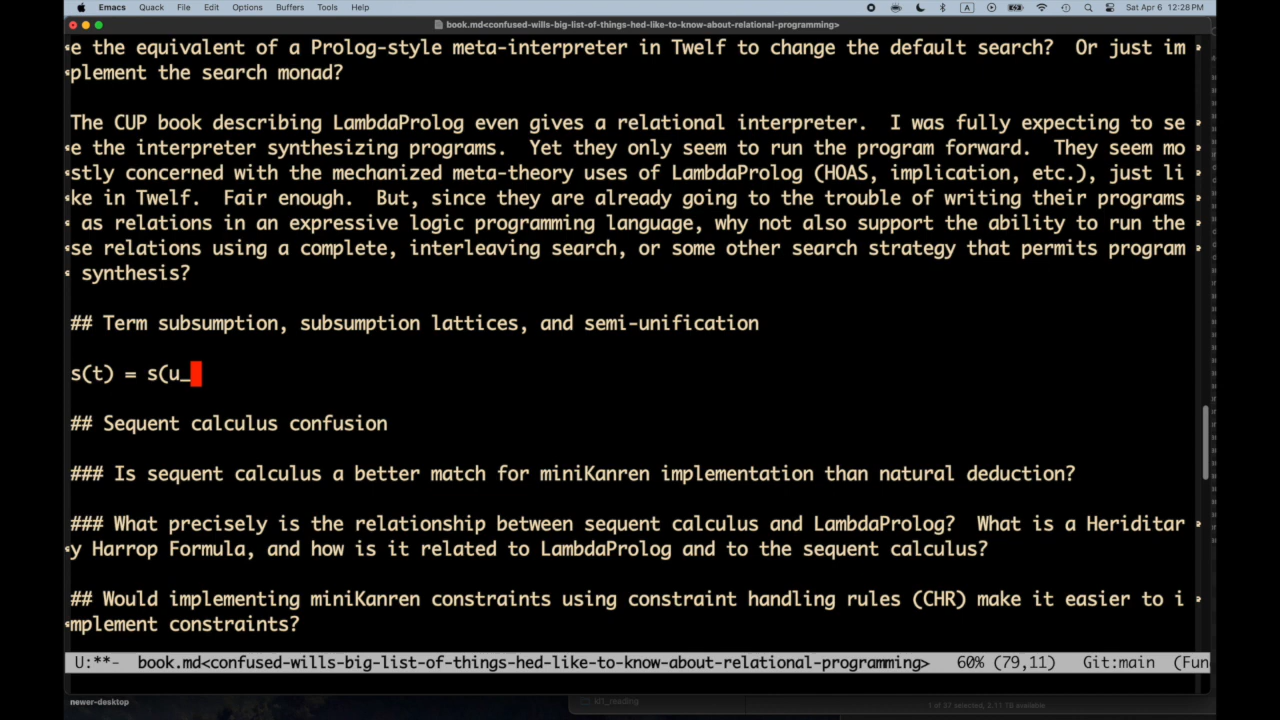 Emacs Quack File Edit Options Buffers Tools Help Sat Apr 6 12:28 PM
book.md<confused-wills-big-list-of-things-hed-like-to-know-about-relational-programming>
e the equivalent of a Prolog-style meta-interpreter in Twelf to change the default search?  Or just im
plement the search monad?
The CUP book describing LambdaProlog even gives a relational interpreter.  I was fully expecting to se
e the interpreter synthesizing programs.  Yet they only seem to run the program forward.  They seem mo
stly concerned with the mechanized meta-theory uses of LambdaProlog (HOAS, implication, etc.), just li
ke in Twelf.  Fair enough.  But, since they are already going to the trouble of writing their programs
as relations in an expressive logic programming language, why not also support the ability to run the
se relations using a complete, interleaving search, or some other search strategy that permits program
synthesis?
## Term subsumption, subsumption lattices, and semi-unification
s(t) = s(u_
## Sequent calculus confusion
### Is sequent calculus a better match for miniKanren implementation than natural deduction?
### What precisely is the relationship between sequent calculus and LambdaProlog?  What is a Heriditar
y Harrop Formula, and how is it related to LambdaProlog and to the sequent calculus?
## Would implementing miniKanren constraints using constraint handling rules (CHR) make it easier to i
mplement constraints?
U:**-  book.md<confused-wills-big-list-of-things-hed-like-to-know-about-relational-programming>  60% (79,11)  Git:main  (Fun
newer-desktop
kl1_reading
1 of 37 selected, 2.11 TB available